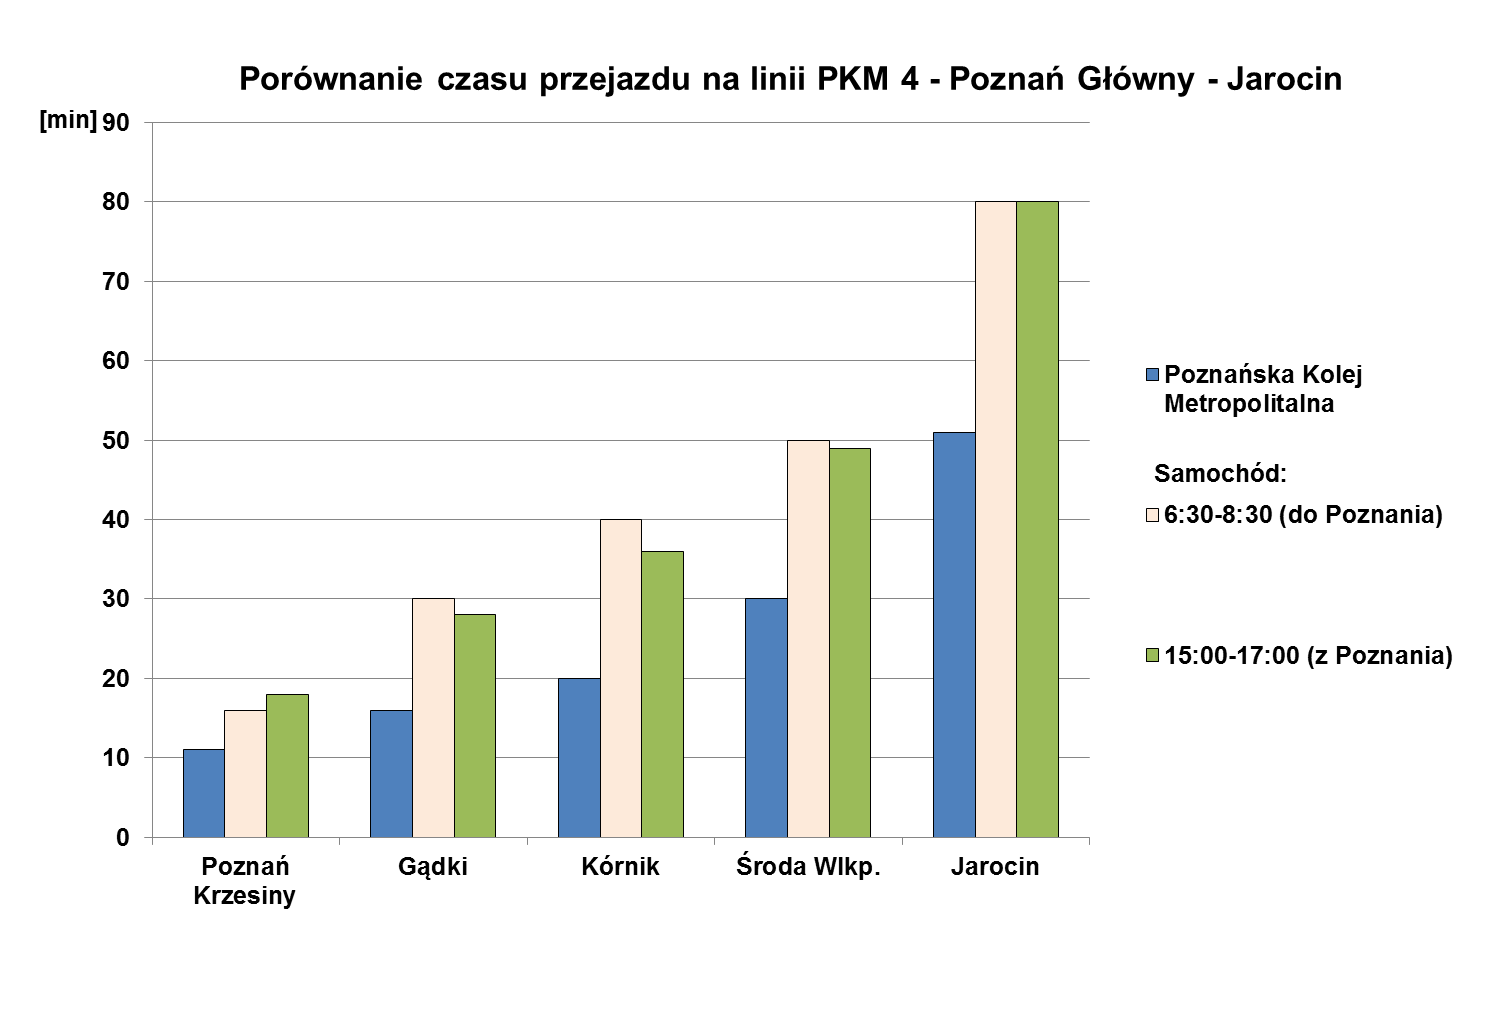 Porównanie czasu przejazdu na linii PKM 4 - Poznań Główny - Jarocin
[min]
90
80
70
60
50
40
30
20
10
0
Poznań
Krzesiny
Gądki
Kórnik
Środa Wlkp.
Jarocin
Poznańska Kolej
Metropolitalna
Samochód:
6:30-8:30 (do Poznania)
15:00-17:00 (z Poznania)